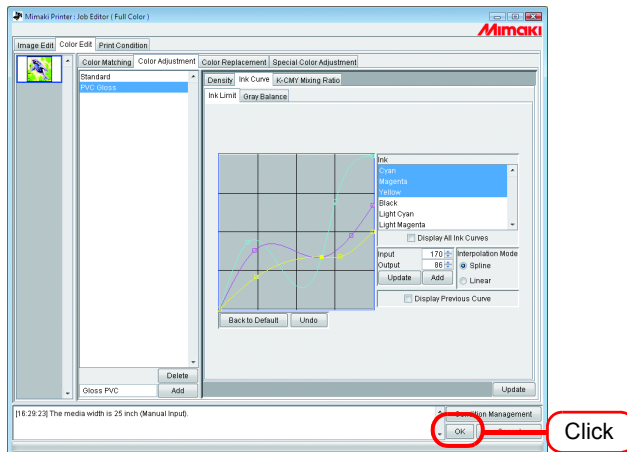 Mimaki Printer : Job Editor ( Full Color )
Mimaki
Image Edit Color Edit Print Condition
Color Matching Color Adjustment Color Replacement Special Color Adjustment
Standard
PVC Gloss
Density Ink Curve K-CMY Mixing Ratio
Ink Limit Gray Balance
Ink
Cyan
Magenta
Yellow
Black
Light Cyan
Light Magenta
Display All Ink Curves
Input 170 Interpolation Mode
Output 86 Spline
Update Add Linear
Display Previous Curve
Back to Default Undo
Delete
Gloss PVC Add
Update
[16:29:23] The media width is 25 inch (Manual Input).
Condition Management
OK
Click